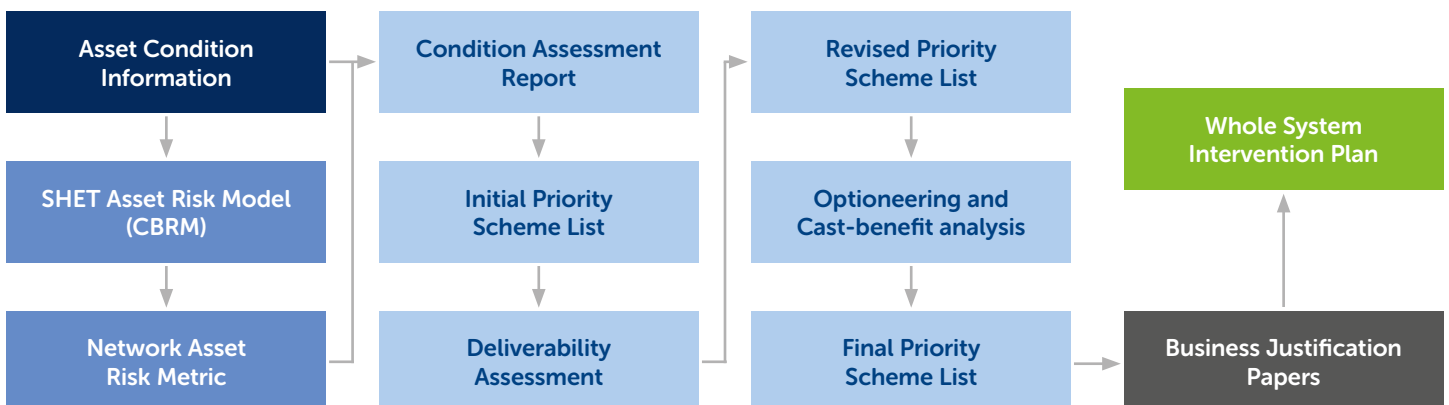 Asset Condition
Information
SHET Asset Risk Model
(CBRM)
Network Asset
Risk Metric
Condition Assessment
Report
Initial Priority
Scheme List
Deliverability
Assessment
Revised Priority
Scheme List
Optioneering and
Cast-benefit analysis
Final Priority
Scheme List
Business Justification
Papers
Whole System
Intervention Plan